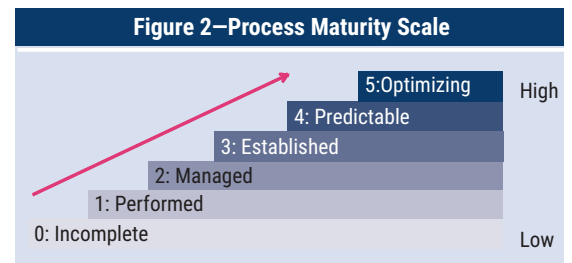 Figure 2—Process Maturity Scale
5:Optimizing
High
4: Predictable
3: Established
2: Managed
1: Performed
0: Incomplete
Low